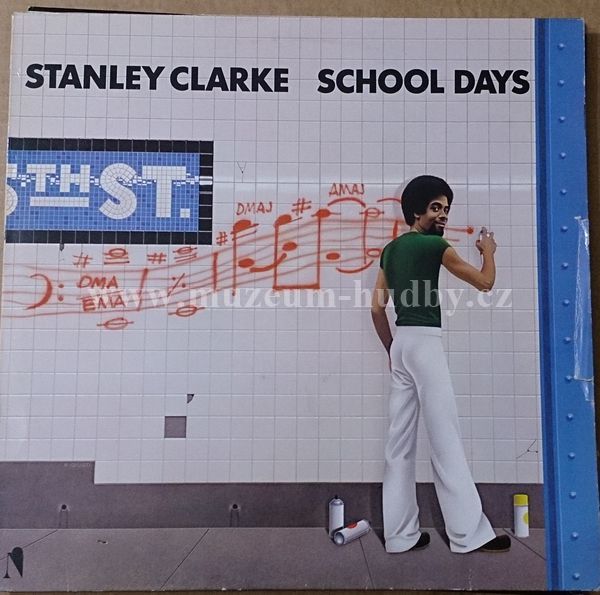 STANLEY CLARKE SCHOOL DAYS
5TH ST.
DMAJ
AMAJ
DMA
EMA
www.muzeum-hudby.cz